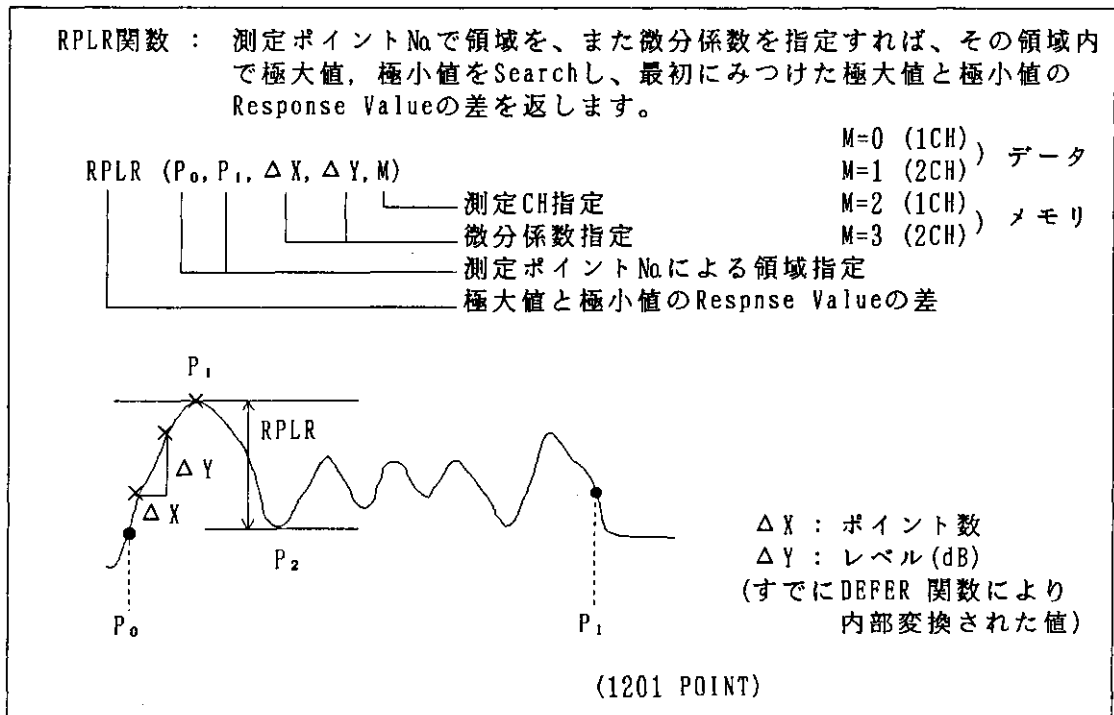 RPLR関数 : 測定ポイント№で領域を、また微分係数を指定すれば、その領域内
で極大値, 極小値をSearchし、最初にみつけた極大値と極小値の
Response Valueの差を返します。
RPLR (P₀, P₁, ΔX, ΔY, M)
M=0 (1CH)
M=1 (2CH)
) データ
M=2 (1CH)
M=3 (2CH)
) メモリ
測定CH指定
微分係数指定
測定ポイント№による領域指定
極大値と極小値のRespnse Valueの差
P₁
RPLR
ΔY
ΔX
P₂
P₀
P₁
ΔX : ポイント数
ΔY : レベル(dB)
(すでにDEFER 関数により
内部変換された値)
(1201 POINT)